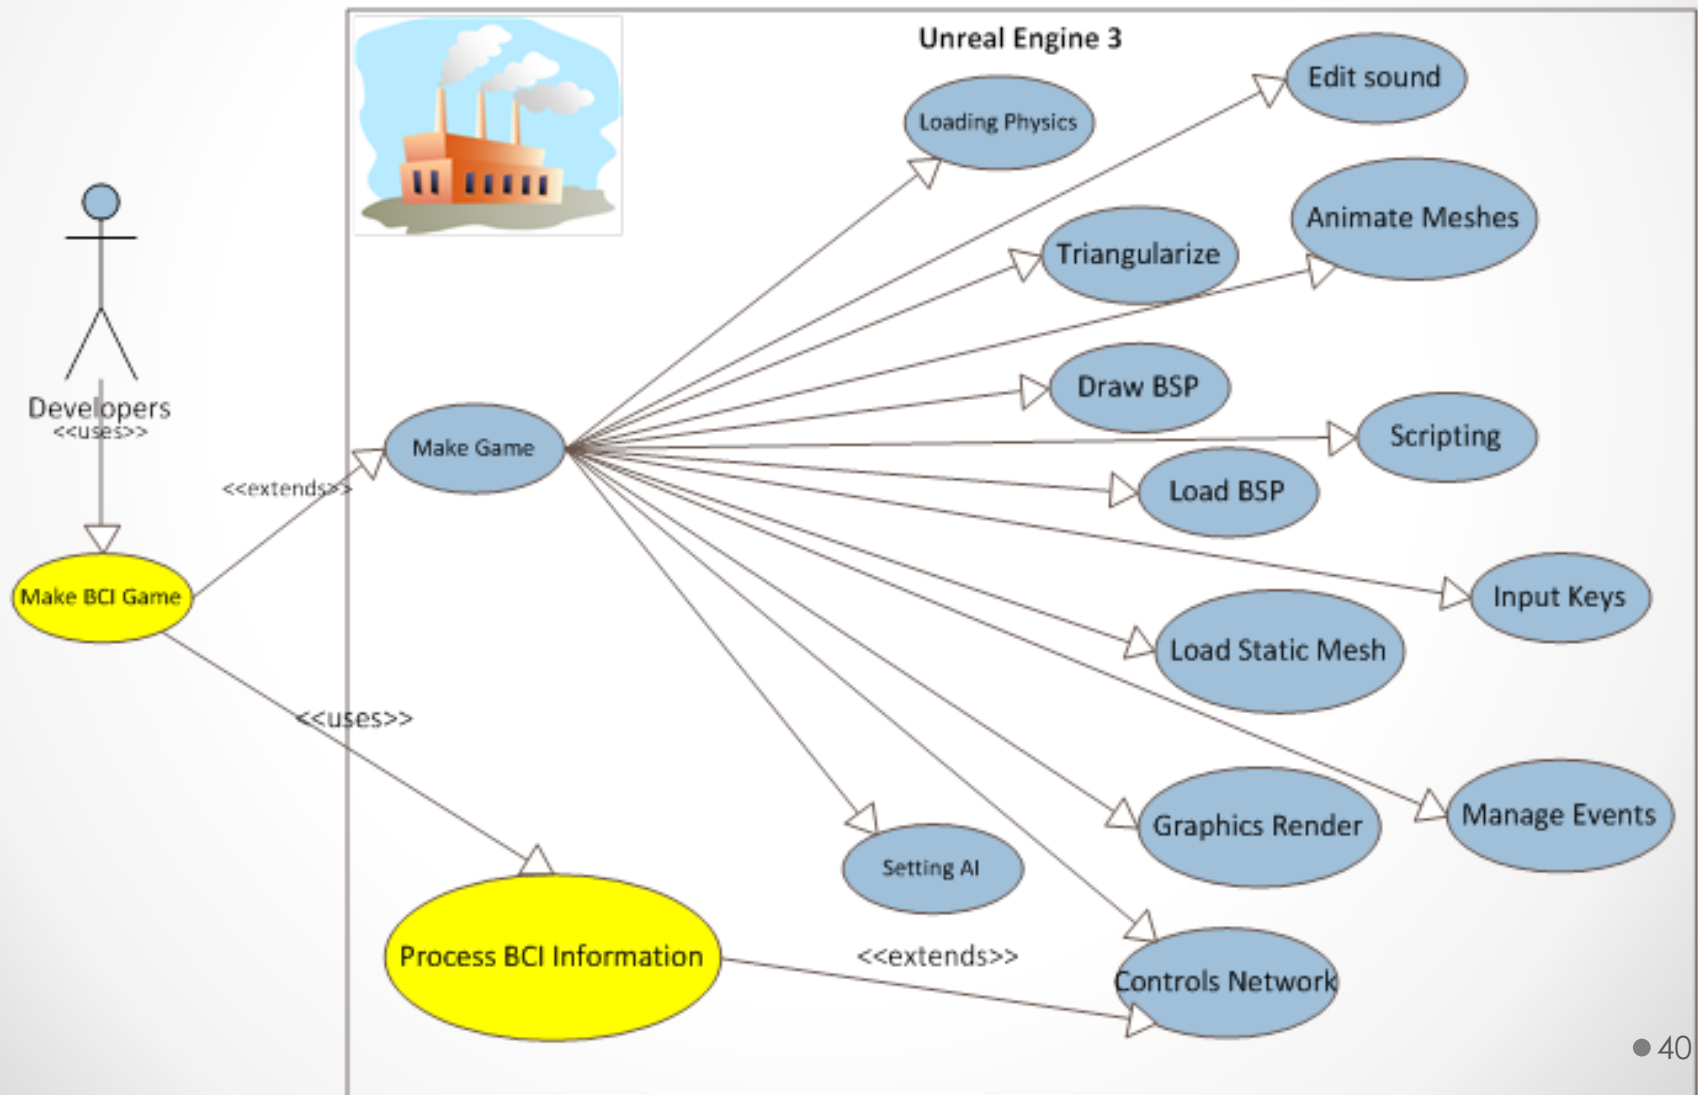 Unreal Engine 3
Edit sound
Loading Physics
Animate Meshes
Triangularize
Draw BSP
Developers
<<uses>>
Scripting
Make Game
<<extends>>
Load BSP
Make BCI Game
Input Keys
Load Static Mesh
<<uses>>
Manage Events
Graphics Render
Setting AI
Process BCI Information
<<extends>>
Controls Network
40